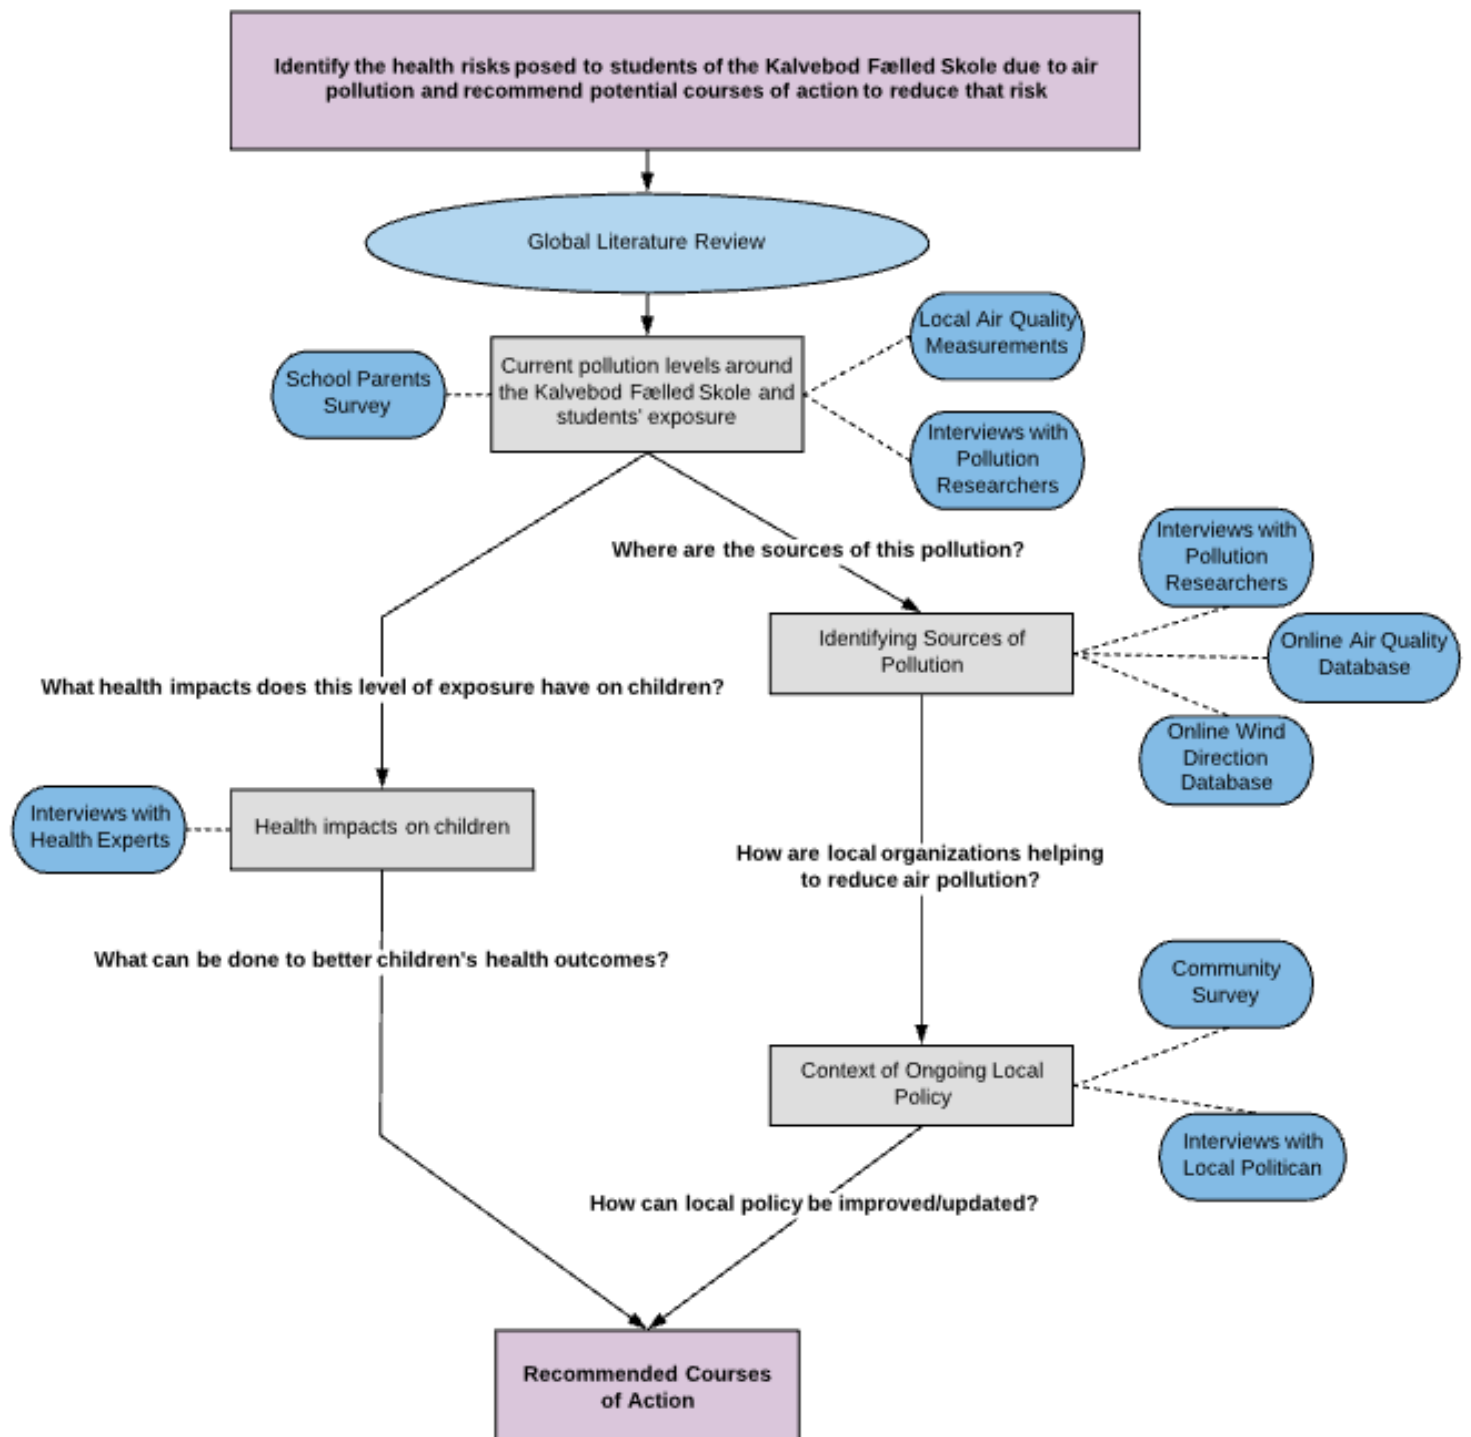 Identify the health risks posed to students of the Kalvebod Fælled Skole due to air
pollution and recommend potential courses of action to reduce that risk
Global Literature Review
Local Air Quality
Measurements
School Parents
Survey
Current pollution levels around
the Kalvebod Fælled Skole and
students' exposure
Interviews with
Pollution
Researchers
Where are the sources of this pollution?
Interviews with
Pollution
Researchers
Identifying Sources of
Pollution
Online Air Quality
Database
What health impacts does this level of exposure have on children?
Online Wind
Direction
Database
Interviews with
Health Experts
Health impacts on children
How are local organizations helping
to reduce air pollution?
What can be done to better children's health outcomes?
Community
Survey
Context of Ongoing Local
Policy
Interviews with
Local Politican
How can local policy be improved/updated?
Recommended Courses
of Action